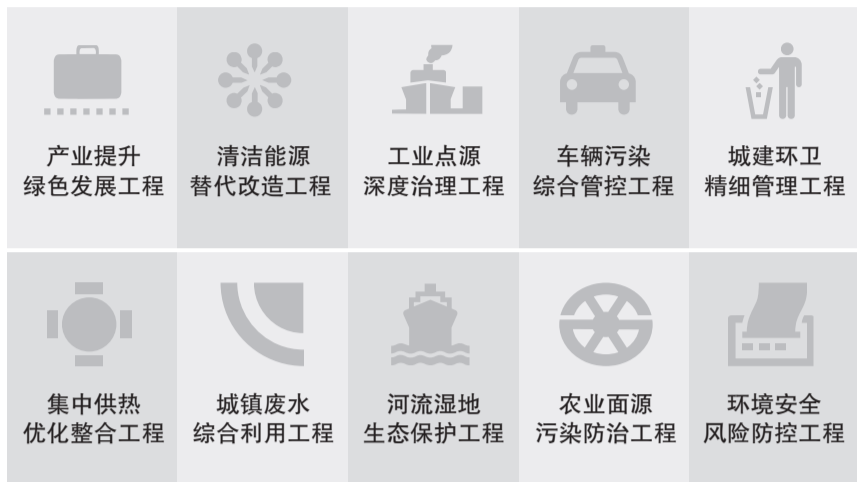 产业提升
绿色发展工程
清洁能源
替代改造工程
工业点源
深度治理工程
车辆污染
综合管控工程
城建环卫
精细管理工程
集中供热
优化整合工程
城镇废水
综合利用工程
河流湿地
生态保护工程
农业面源
污染防治工程
环境安全
风险防控工程